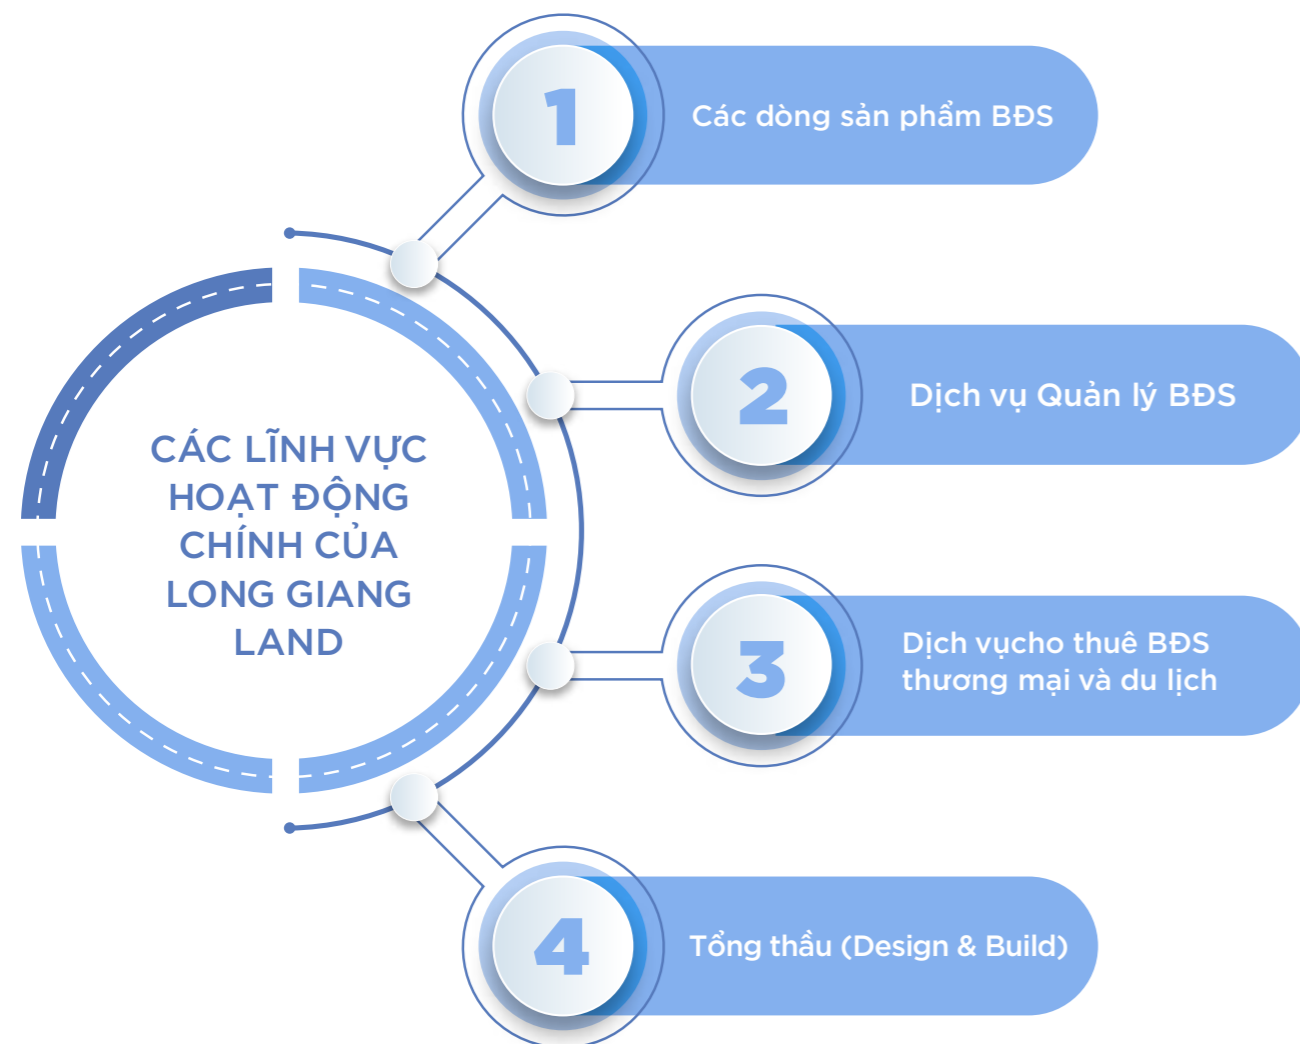 CÁC LĨNH VỰC
HOẠT ĐỘNG
CHÍNH CỦA
LONG GIANG
LAND
1
Các dòng sản phẩm BĐS
2
Dịch vụ Quản lý BĐS
3
Dịch vụcho thuê BĐS
thương mại và du lịch
4
Tổng thầu (Design & Build)